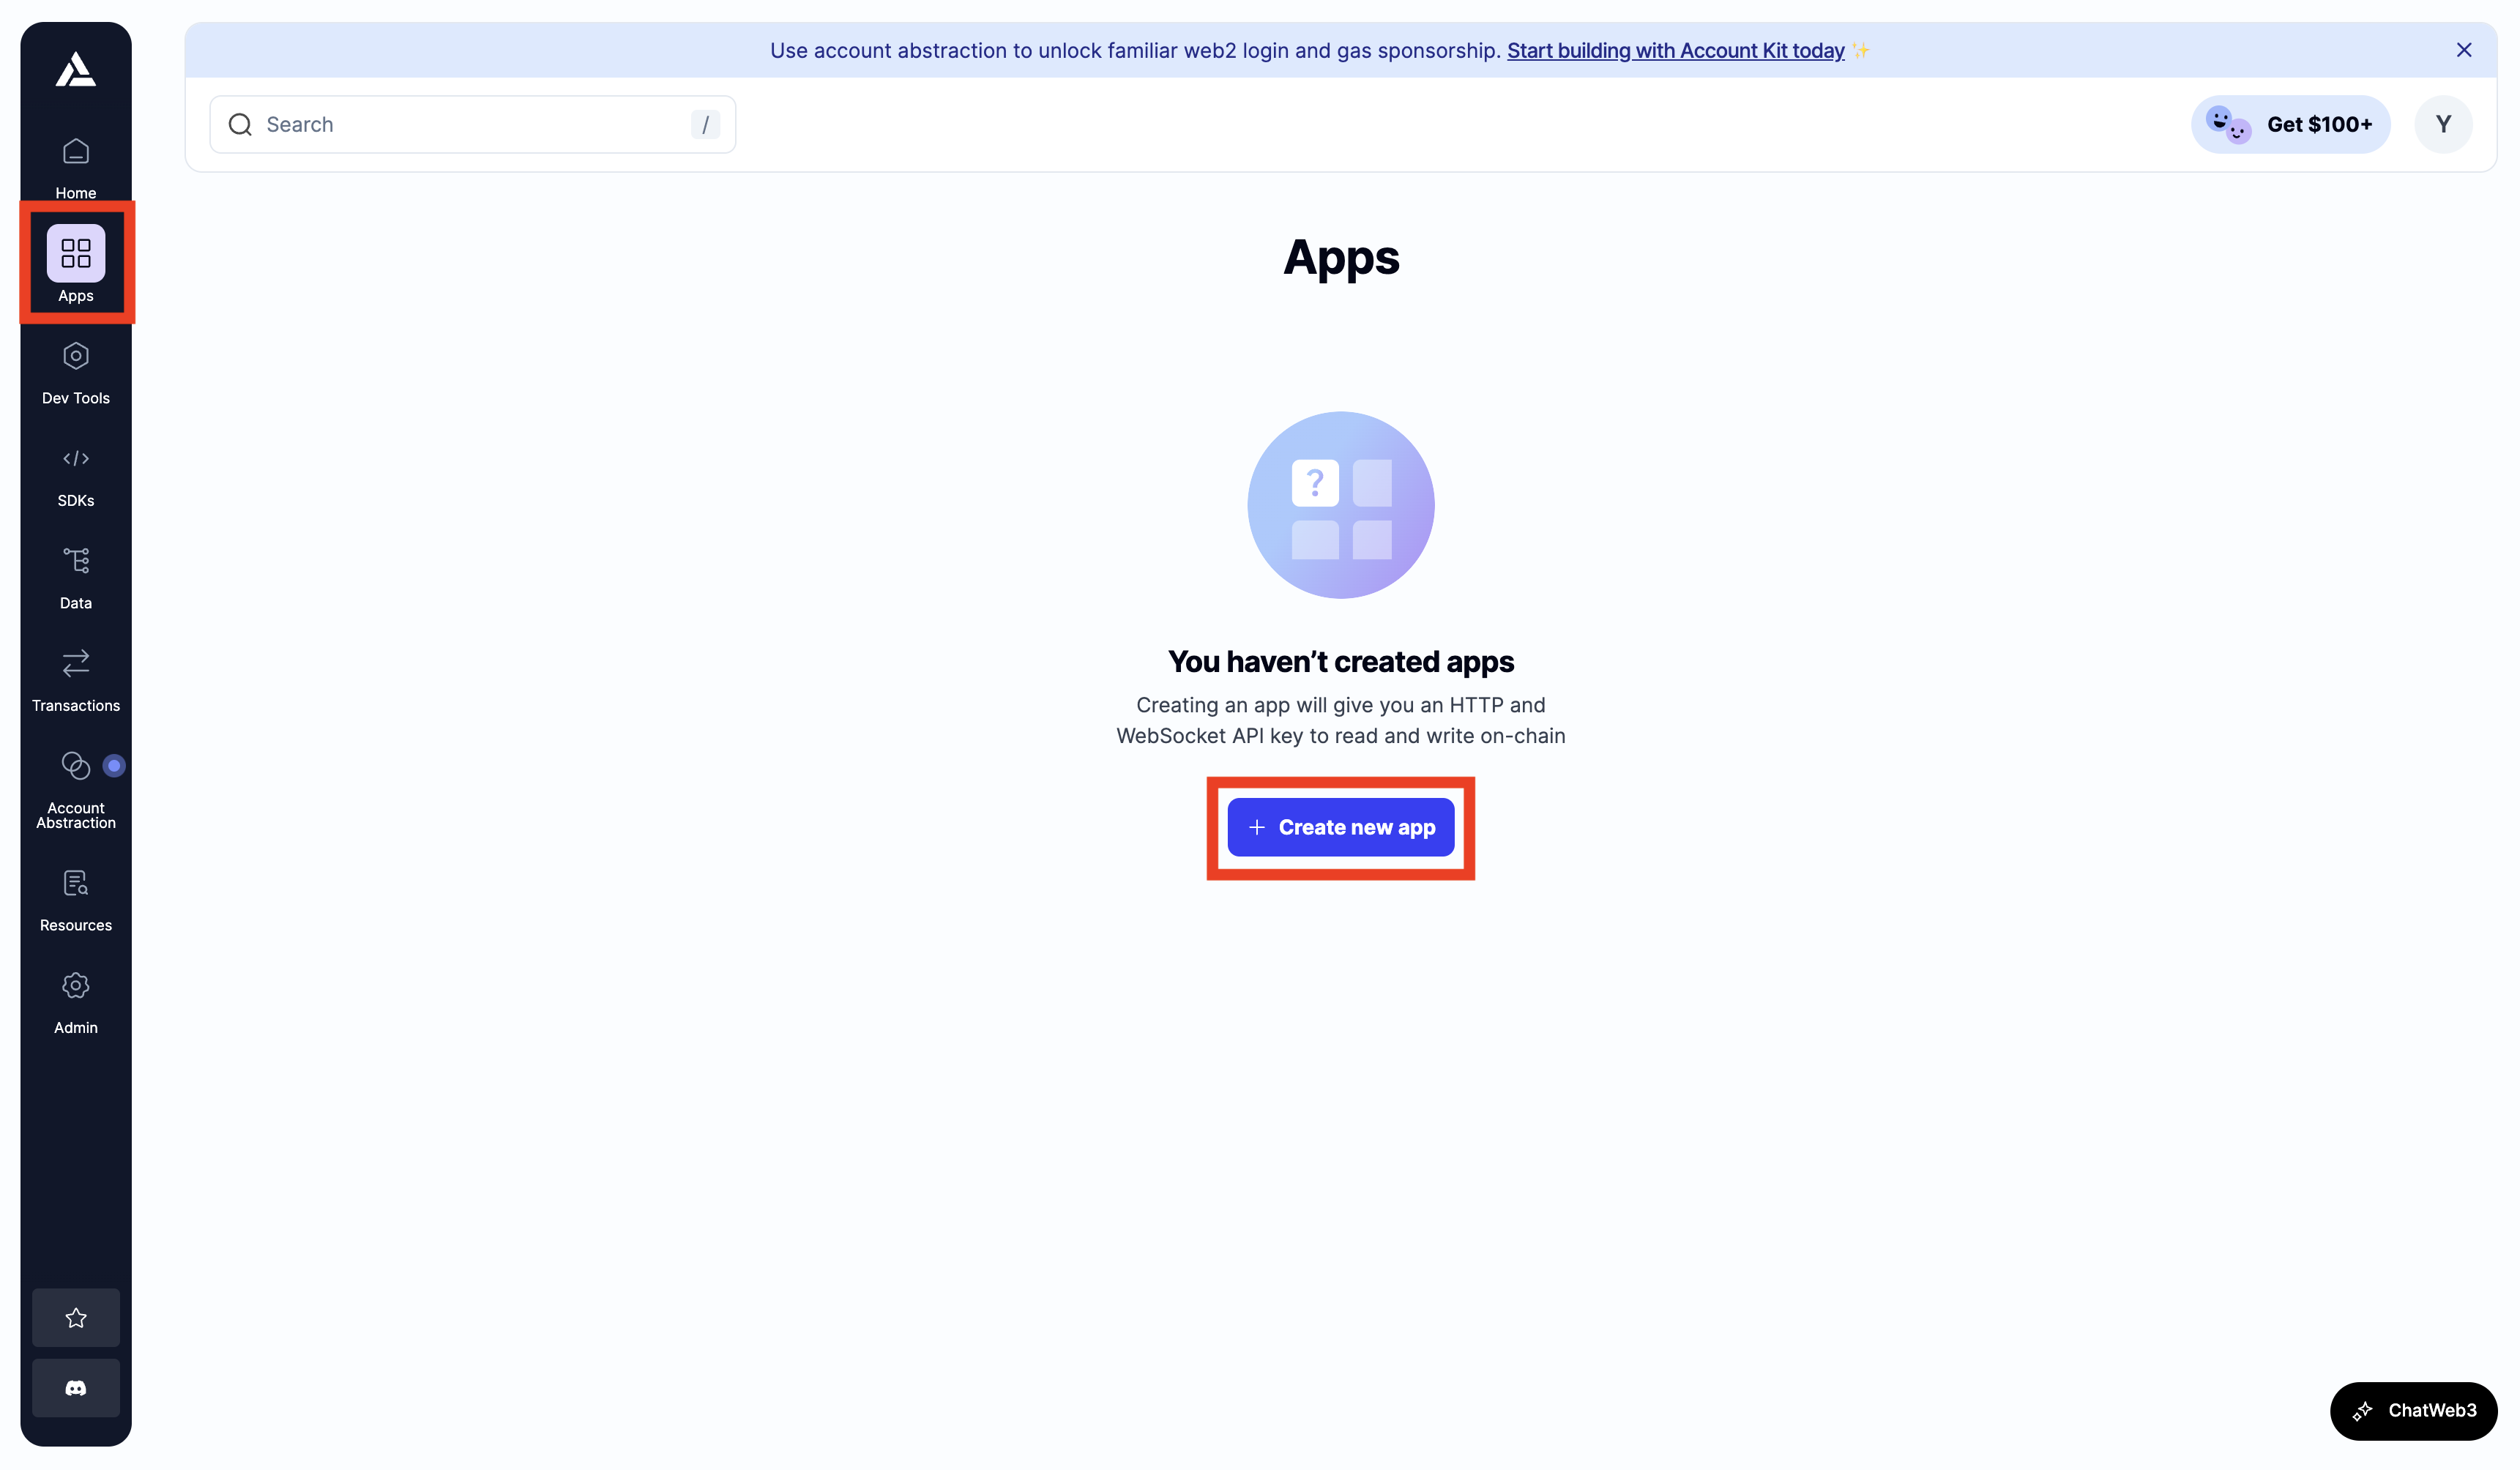 Use account abstraction to unlock familiar web2 login and gas sponsorship. Start building with Account Kit today ✨
Search
/
Get $100+
Y
Home
Apps
Dev Tools
SDKs
Data
Transactions
Account
Abstraction
Resources
Admin
Apps
?
You haven’t created apps
Creating an app will give you an HTTP and
WebSocket API key to read and write on-chain
+ Create new app
ChatWeb3